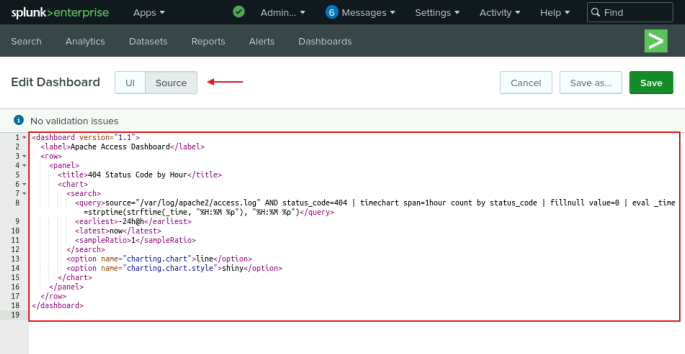 splunk>enterprise Apps ▾ Admin... ▾ 6 Messages ▾ Settings ▾ Activity ▾ Help ▾ Find
Search Analytics Datasets Reports Alerts Dashboards >
Edit Dashboard UI Source Cancel Save as... Save
No validation issues
1 <dashboard version="1.1">
2 <label>Apache Access Dashboard</label>
3 <row>
4 <panel>
5 <title>404 Status Code by Hour</title>
6 <chart>
7 <search>
8 <query>source="/var/log/apache2/access.log" AND status_code=404 | timechart span=1hour count by status_code | fillnull value=0 | eval _time
=strptime(strftime(_time, "%H:%M %p"), "%H:%M %p")</query>
9 <earliest>-24h@h</earliest>
10 <latest>now</latest>
11 <sampleRatio>1</sampleRatio>
12 </search>
13 <option name="charting.chart">line</option>
14 <option name="charting.chart.style">shiny</option>
15 </chart>
16 </panel>
17 </row>
18 </dashboard>
19